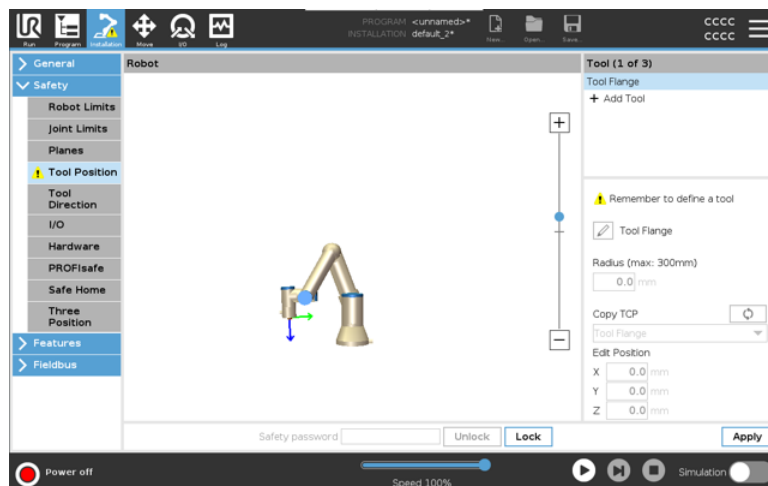 UR
Run
Program
Installation
Move
I/O
Log
PROGRAM <unnamed>*
INSTALLATION default_2*
New...
Open...
Save...
CCCC
CCCC
General
Safety
Robot Limits
Joint Limits
Planes
Tool Position
Tool
Direction
I/O
Hardware
PROFIsafe
Safe Home
Three
Position
Features
Fieldbus
Robot
+
−
Tool (1 of 3)
Tool Flange
+ Add Tool
Remember to define a tool
Tool Flange
Radius (max: 300mm)
0.0 mm
Copy TCP
Tool Flange
Edit Position
X 0.0 mm
Y 0.0 mm
Z 0.0 mm
Safety password
Unlock
Lock
Apply
Power off
Speed 100%
Simulation